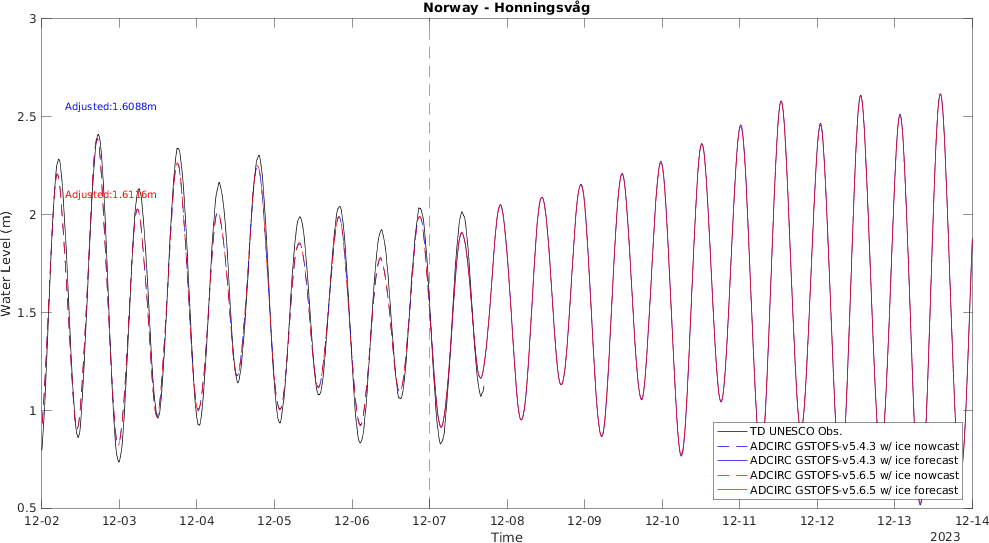 Norway - Honningsvåg
3
2.5
2
1.5
1
0.5
Water Level (m)
Adjusted:1.6088m
Adjusted:1.6116m
TD UNESCO Obs.
ADCIRC GSTOFS-v5.4.3 w/ ice nowcast
ADCIRC GSTOFS-v5.4.3 w/ ice forecast
ADCIRC GSTOFS-v5.6.5 w/ ice nowcast
ADCIRC GSTOFS-v5.6.5 w/ ice forecast
12-02 12-03 12-04 12-05 12-06 12-07 12-08 12-09 12-10 12-11 12-12 12-13 12-14
Time
2023